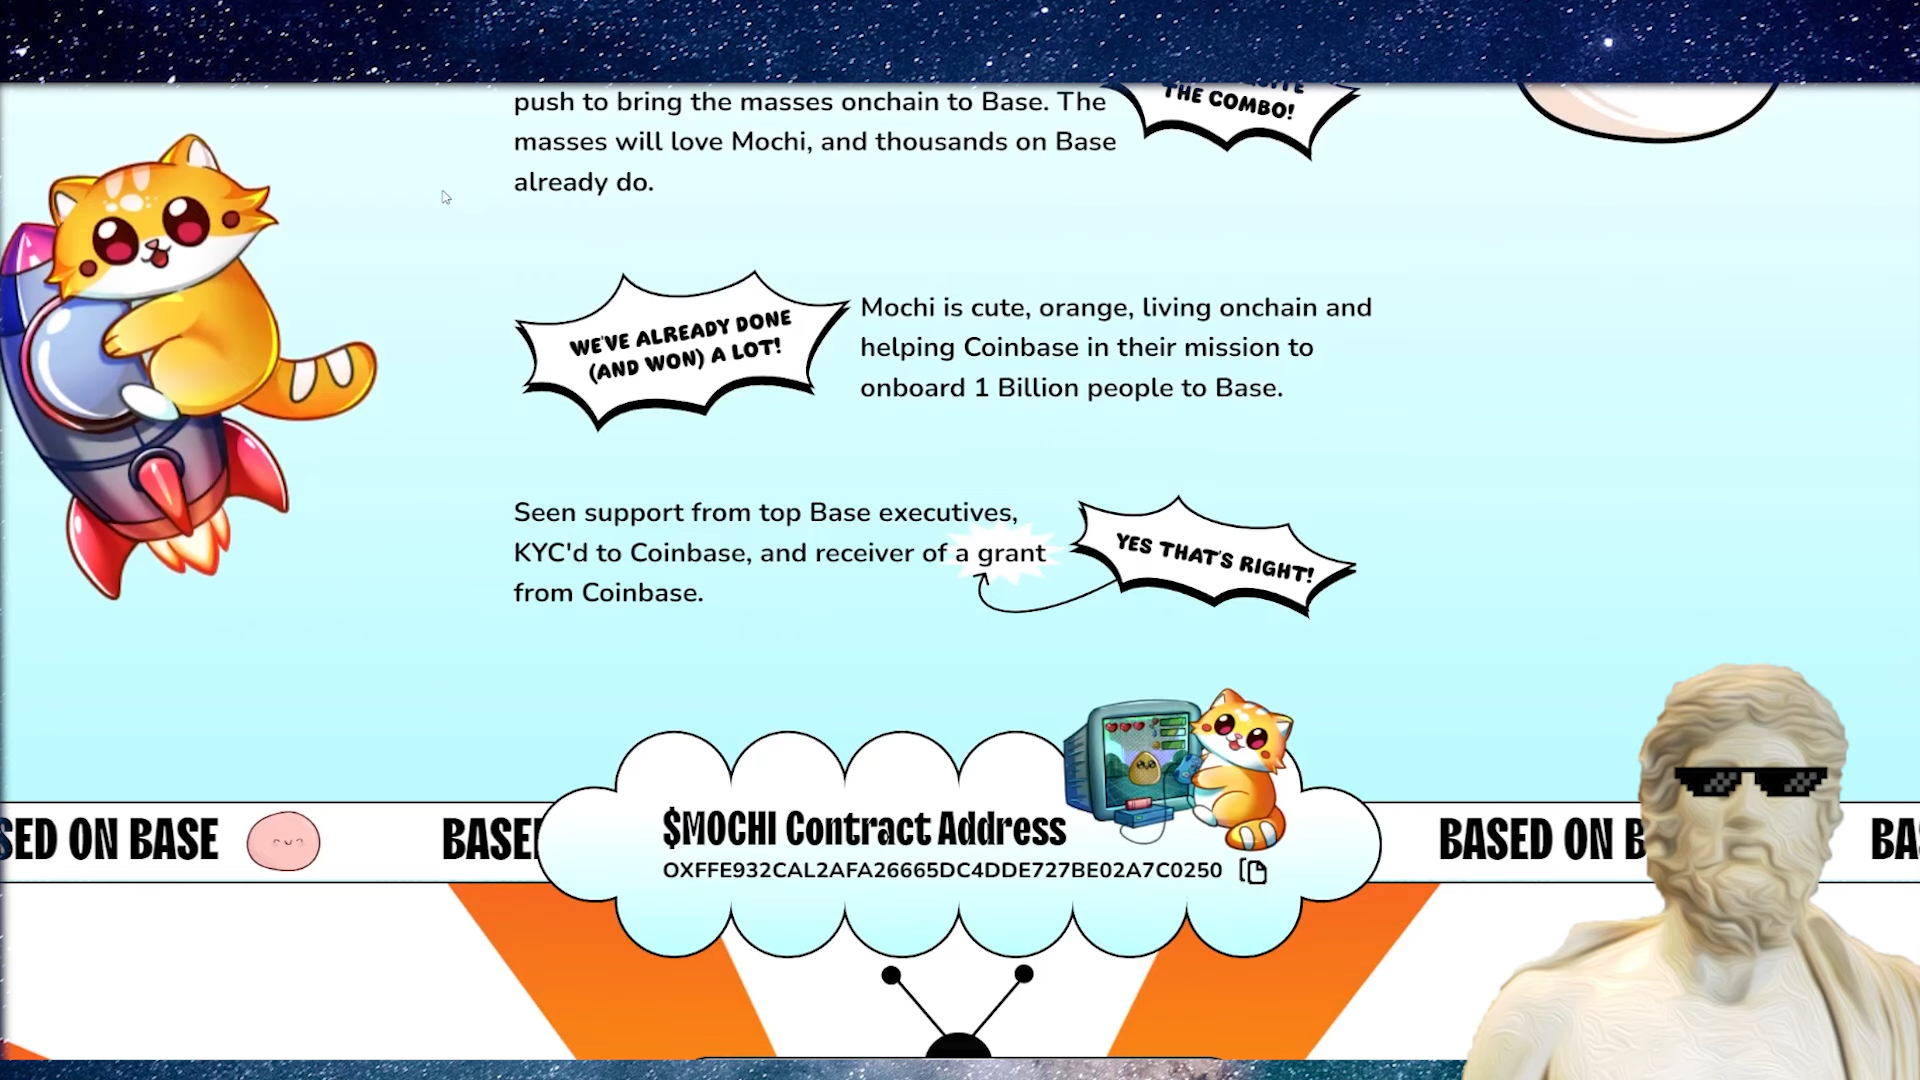 push to bring the masses onchain to Base. The
masses will love Mochi, and thousands on Base
already do.
THE COMBO!
WE'VE ALREADY DONE
(AND WON) A LOT!
Mochi is cute, orange, living onchain and
helping Coinbase in their mission to
onboard 1 Billion people to Base.
Seen support from top Base executives,
KYC'd to Coinbase, and receiver of a grant
from Coinbase.
YES THAT'S RIGHT!
SED ON BASE
BASE
$MOCHI Contract Address
0XFFE932CAL2AFA26665DC4DDE727BE02A7C0250
BASED ON B
BA